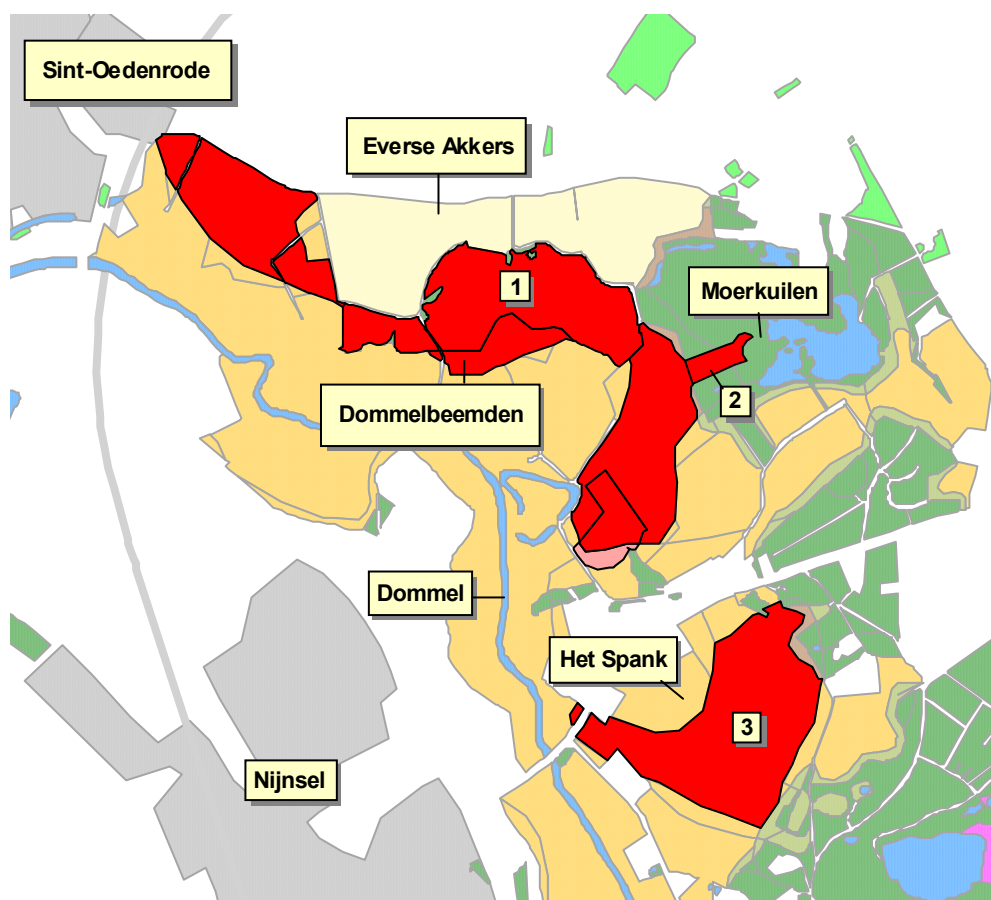 Sint-Oedenrode
Everse Akkers
1
Moerkuilen
2
Dommelbeemden
Dommel
Het Spank
3
Nijnsel